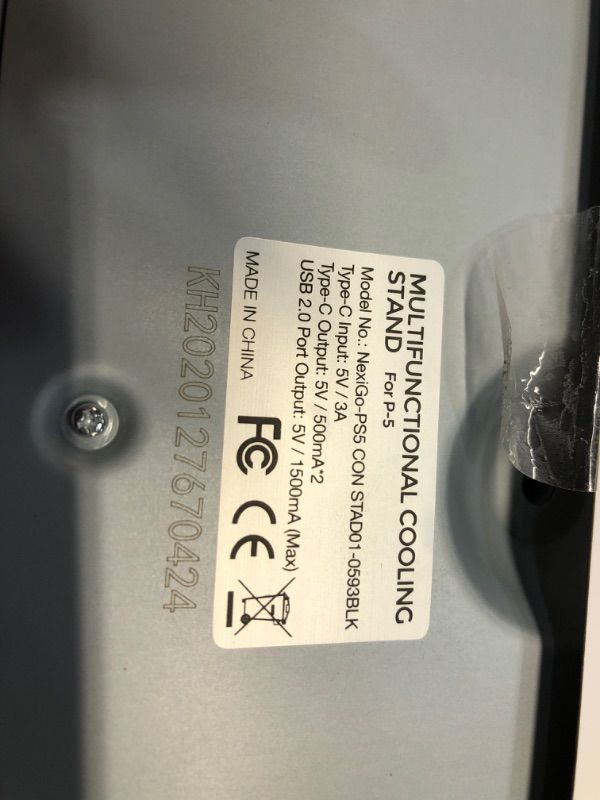 MULTIFUNCTIONAL COOLING
STAND For P-5
Model No.: NexiGo-PS5 CON STAD01-0593BLK
Type-C Input: 5V / 3A
Type-C Output: 5V / 500mA*2
USB 2.0 Port Output: 5V / 1500mA (Max)
MADE IN CHINA FC CE
KH2020127670424